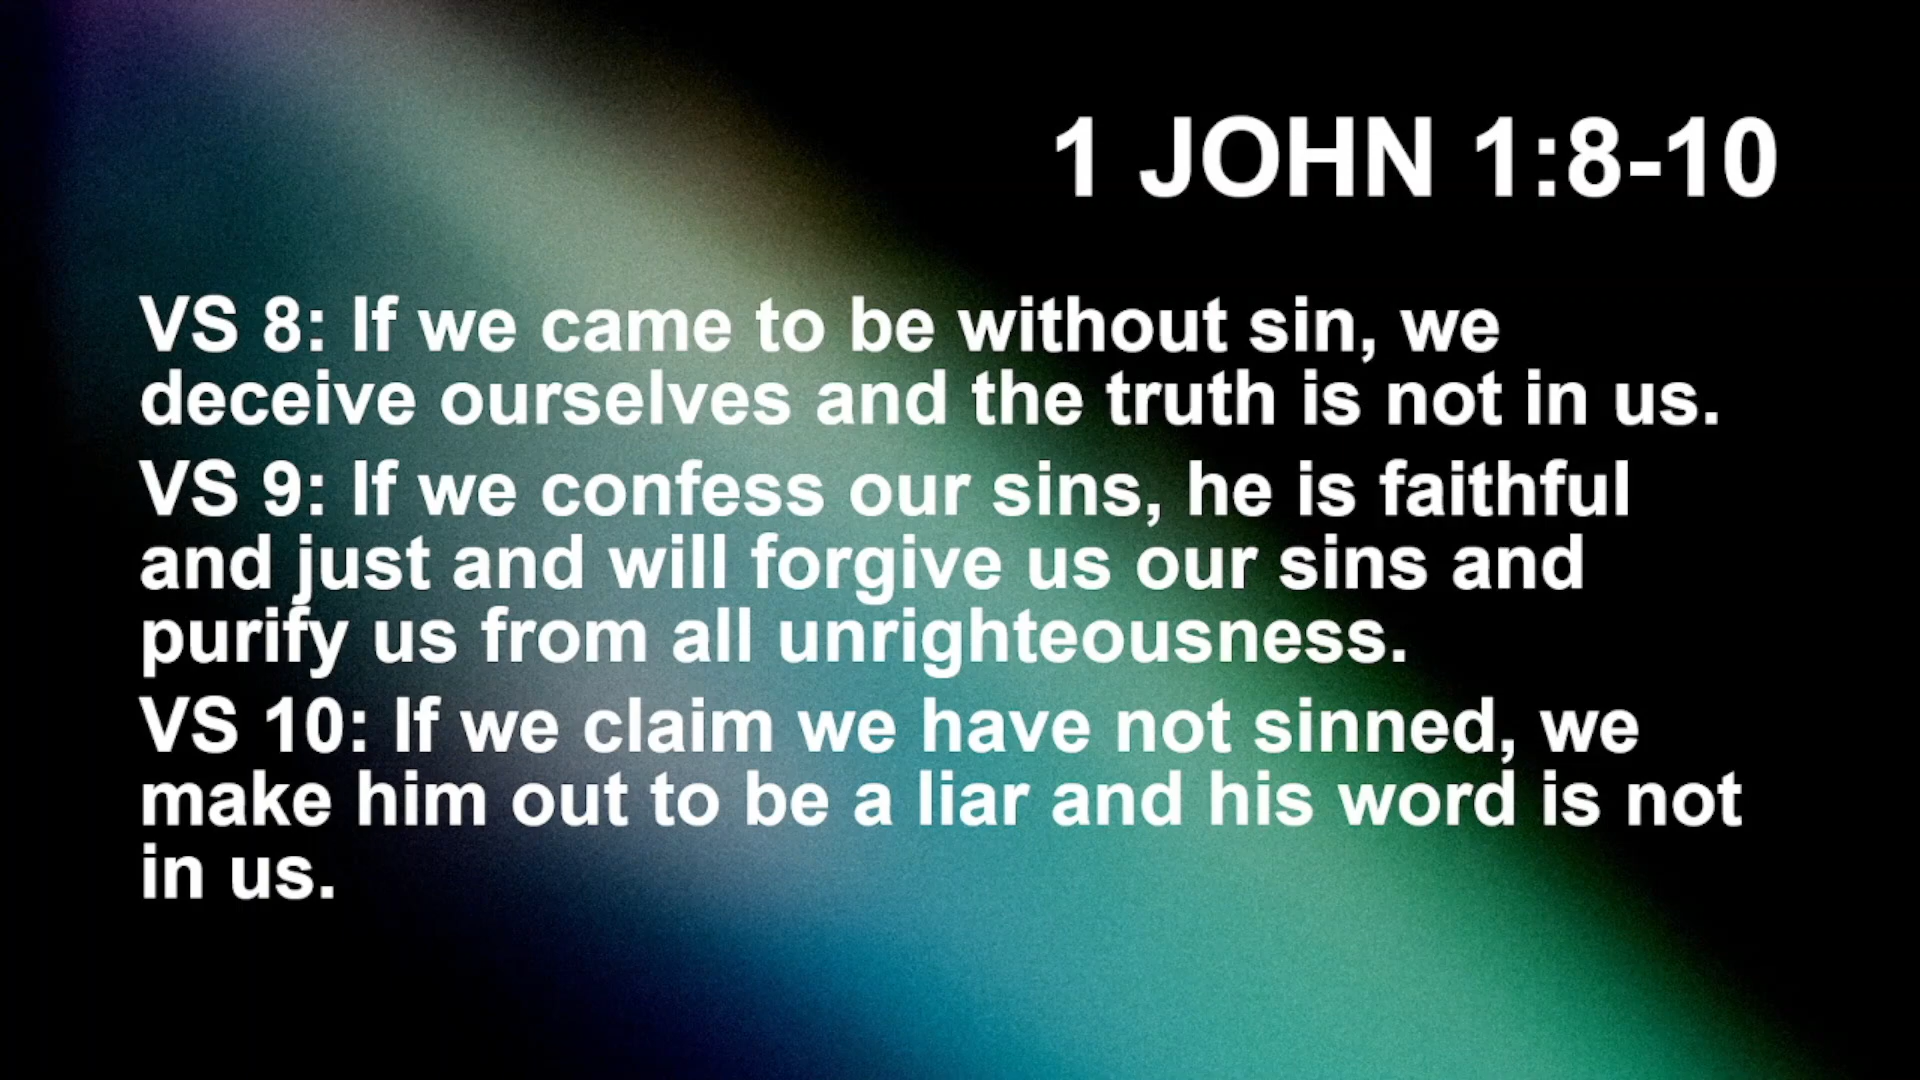 1 JOHN 1:8-10
VS 8: If we came to be without sin, we
deceive ourselves and the truth is not in us.
VS 9: If we confess our sins, he is faithful
and just and will forgive us our sins and
purify us from all unrighteousness.
VS 10: If we claim we have not sinned, we
make him out to be a liar and his word is not
in us.